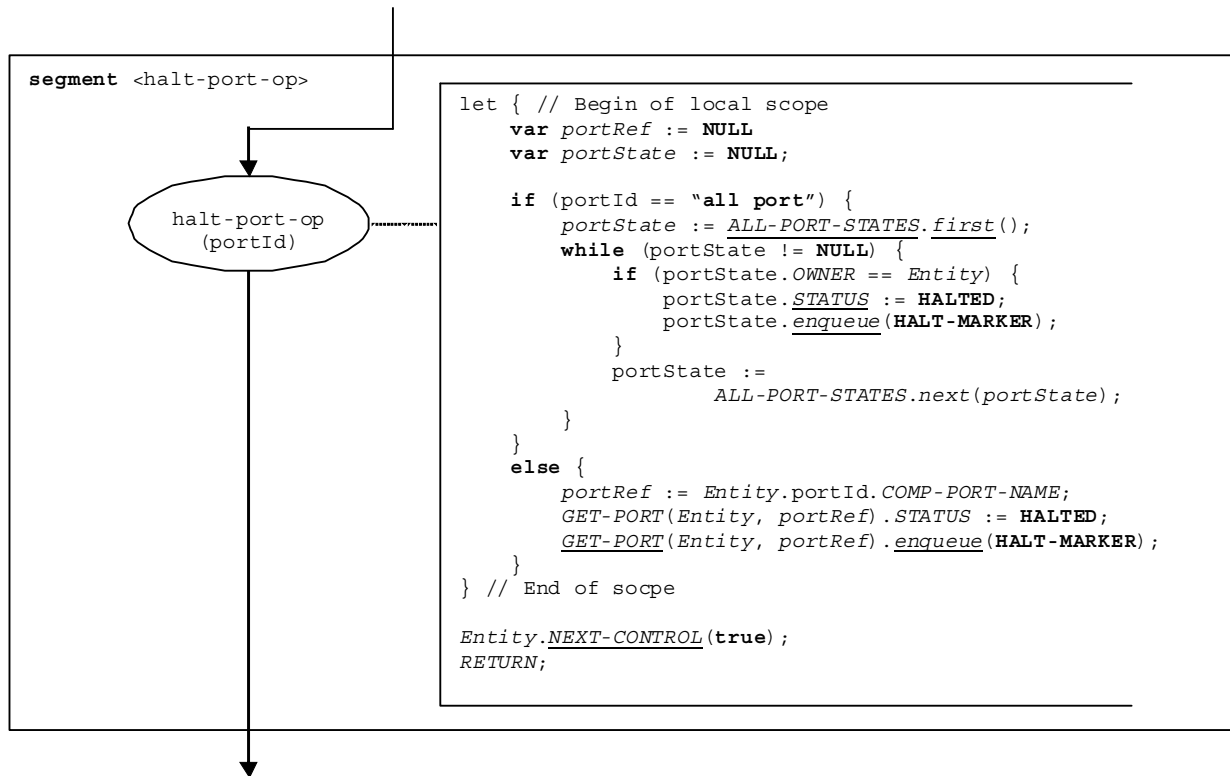 segment <halt-port-op>
halt-port-op
(portId)
let { // Begin of local scope
var portRef := NULL
var portState := NULL;
if (portId == “all port”) {
portState := ALL-PORT-STATES.first();
while (portState != NULL) {
if (portState.OWNER == Entity) {
portState.STATUS := HALTED;
portState.enqueue(HALT-MARKER);
}
portState :=
ALL-PORT-STATES.next(portState);
}
}
else {
portRef := Entity.portId.COMP-PORT-NAME;
GET-PORT(Entity, portRef).STATUS := HALTED;
GET-PORT(Entity, portRef).enqueue(HALT-MARKER);
}
} // End of socpe
Entity.NEXT-CONTROL(true);
RETURN;